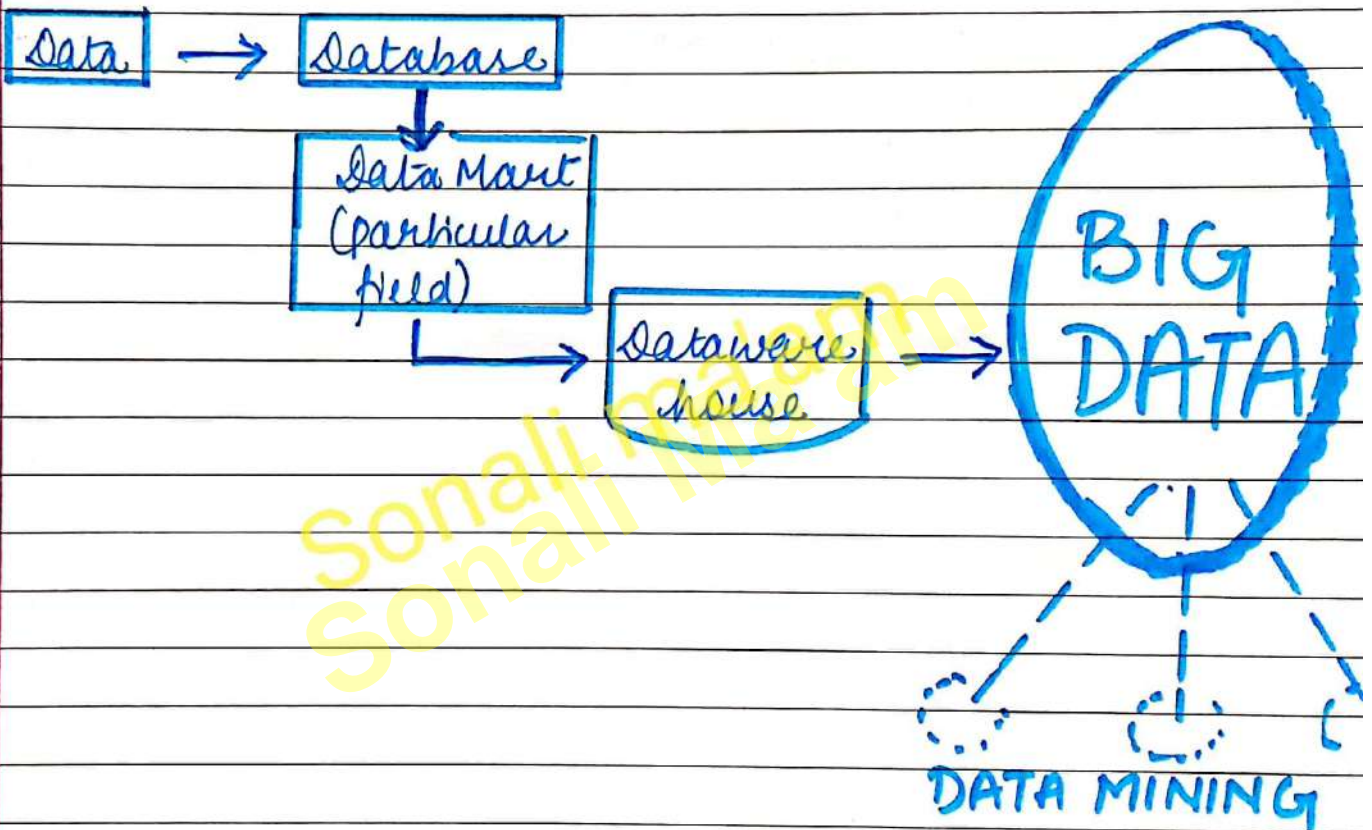 Data
Database
Data Mart
(particular
field)
Dataware
house
BIG
DATA
DATA MINING
Sonali ma'am
Sonali Ma'am